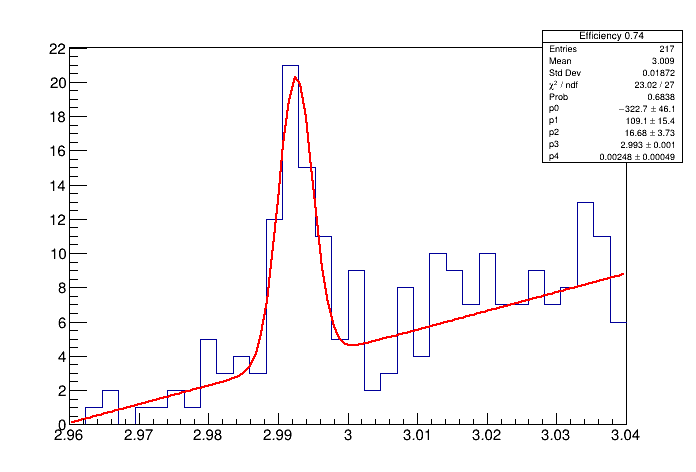 Efficiency 0.74
Entries 217
Mean 3.009
Std Dev 0.01872
χ² / ndf 23.02 / 27
Prob 0.6838
p0 −322.7 ± 46.1
p1 109.1 ± 15.4
p2 16.68 ± 3.73
p3 2.993 ± 0.001
p4 0.00248 ± 0.00049
22
20
18
16
14
12
10
8
6
4
2
0
2.96 2.97 2.98 2.99 3 3.01 3.02 3.03 3.04